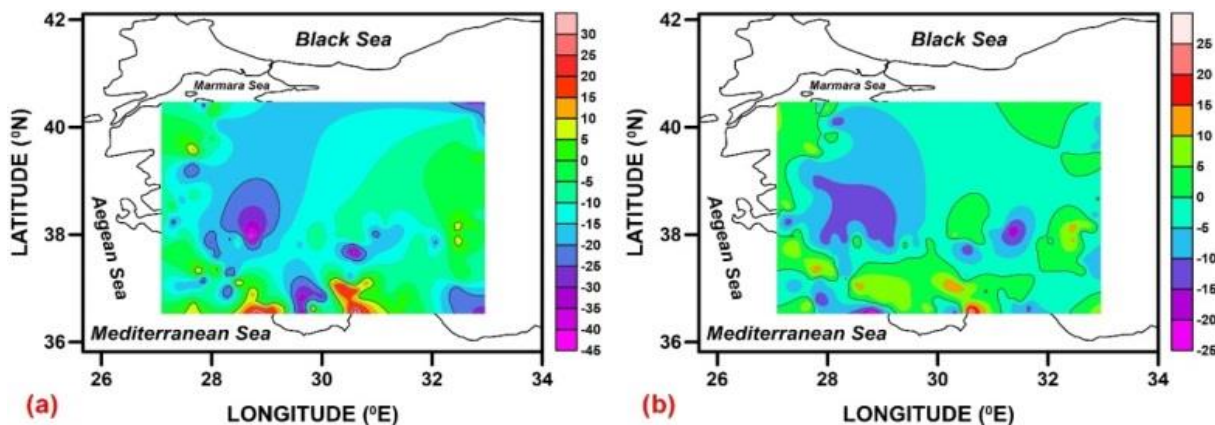 42
40
38
36
LATITUDE (⁰N)
Black Sea
Marmara Sea
Aegean Sea
Mediterranean Sea
26 28 30 32 34
LONGITUDE (⁰E)
(a)
30
25
20
15
10
5
0
-5
-10
-15
-20
-25
-30
-35
-40
-45
42
40
38
36
LATITUDE (⁰N)
Black Sea
Marmara Sea
Aegean Sea
Mediterranean Sea
26 28 30 32 34
LONGITUDE (⁰E)
(b)
25
20
15
10
5
0
-5
-10
-15
-20
-25